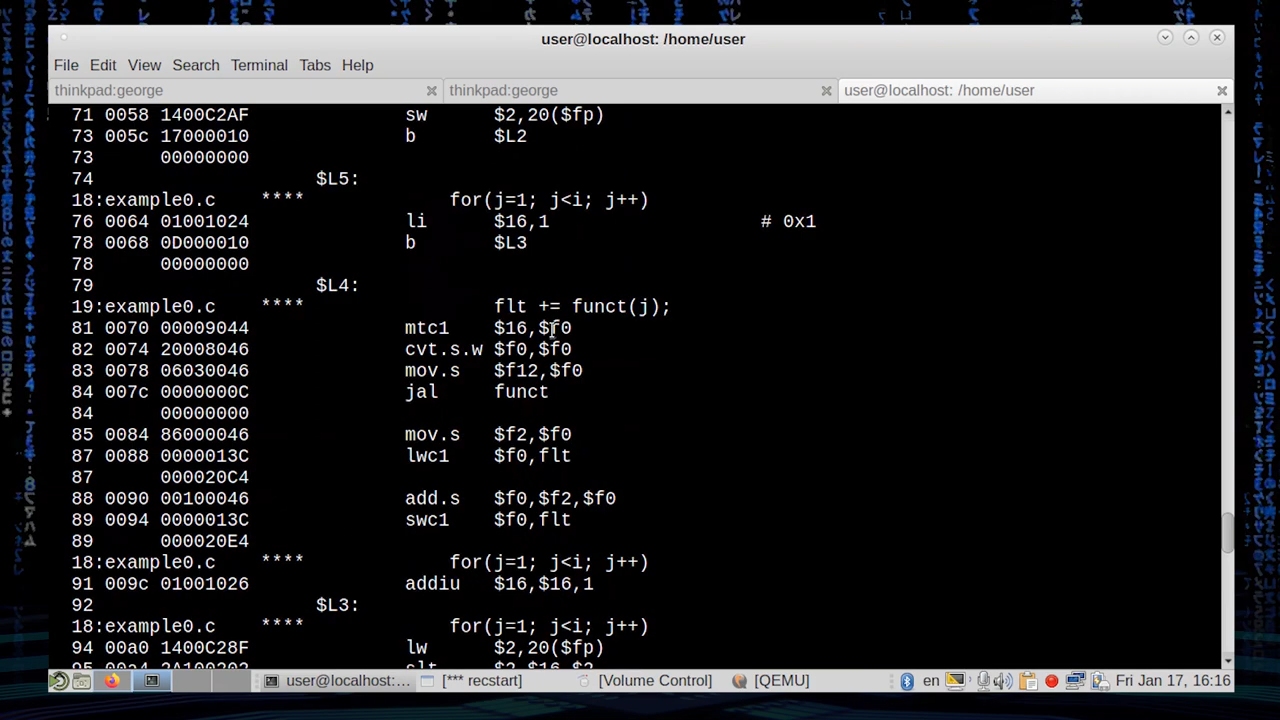 user@localhost: /home/user
File Edit View Search Terminal Tabs Help
thinkpad:george thinkpad:george user@localhost: /home/user
71 0058 1400C2AF sw $2,20($fp)
73 005c 17000010 b $L2
73 00000000
74 $L5:
18:example0.c **** for(j=1; j<i; j++)
76 0064 01001024 li $16,1 # 0x1
78 0068 0D000010 b $L3
78 00000000
79 $L4:
19:example0.c **** flt += funct(j);
81 0070 00009044 mtc1 $16,$f0
82 0074 20008046 cvt.s.w $f0,$f0
83 0078 06030046 mov.s $f12,$f0
84 007c 0000000C jal funct
84 00000000
85 0084 86000046 mov.s $f2,$f0
87 0088 0000013C lwc1 $f0,flt
87 000020C4
88 0090 00100046 add.s $f0,$f2,$f0
89 0094 0000013C swc1 $f0,flt
89 000020E4
18:example0.c **** for(j=1; j<i; j++)
91 009c 01001026 addiu $16,$16,1
92 $L3:
18:example0.c **** for(j=1; j<i; j++)
94 00a0 1400C28F lw $2,20($fp)
95 00a4 2A100202 slt $2,$16,$2
user@localhost:... [*** recstart] [Volume Control] [QEMU] en Fri Jan 17, 16:16